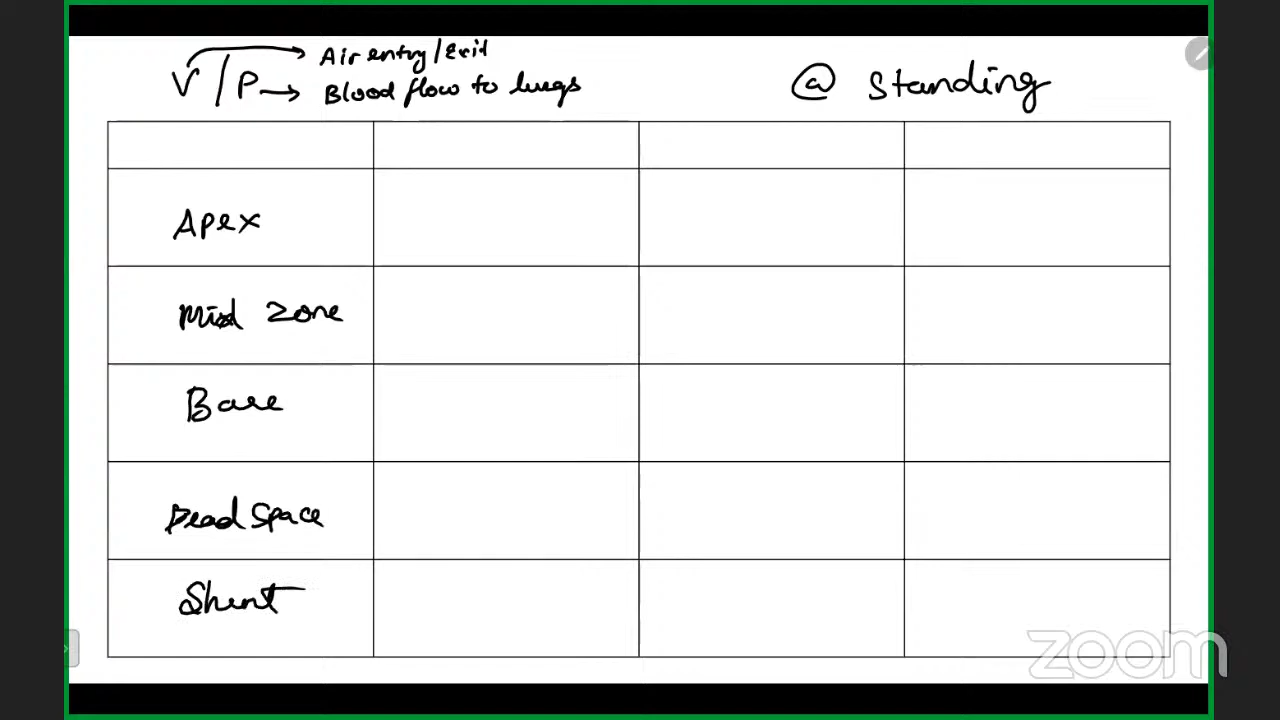 V/P → Air entry/Exit
→ Blood flow to lungs
@ Standing
Apex
Mid Zone
Base
Dead Space
Shunt
zoom